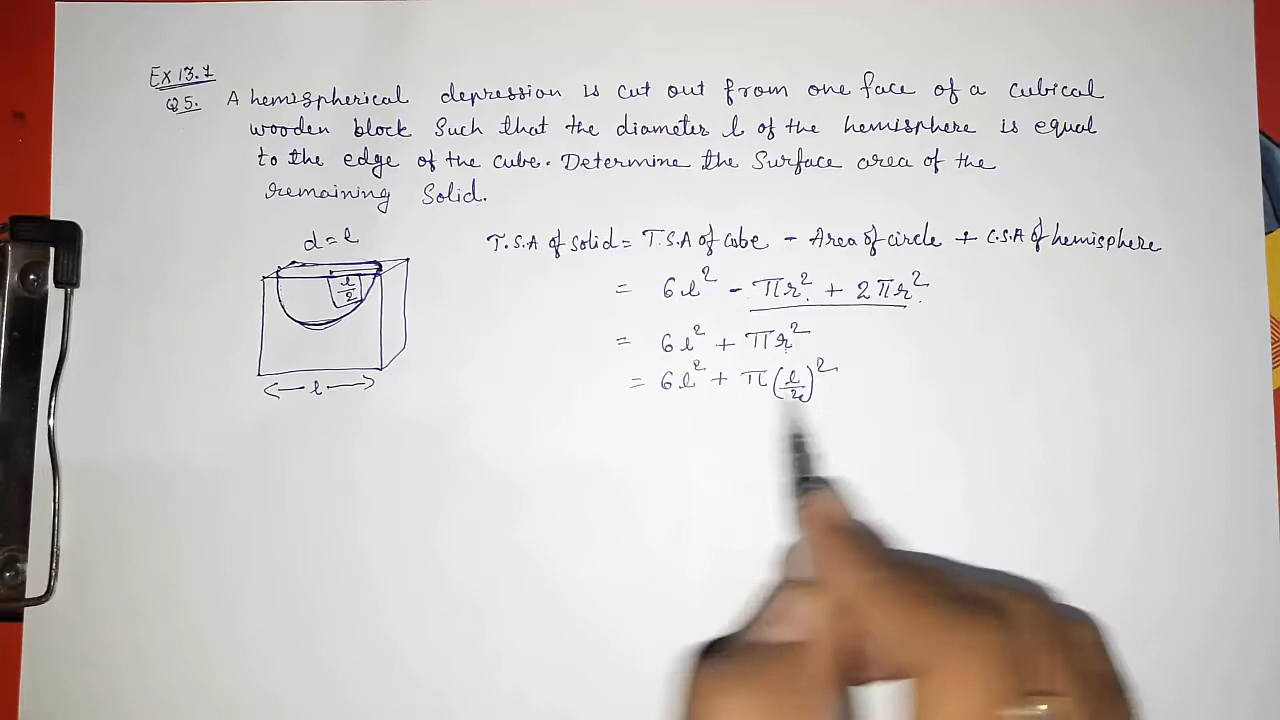 Ex 13.1
Q5. A hemispherical depression is cut out from one face of a cubical
wooden block such that the diameter l of the hemisphere is equal
to the edge of the cube. Determine the surface area of the
remaining solid.
d = l
l/2
← l →
T.S.A of solid = T.S.A of cube - Area of circle + C.S.A of hemisphere
= 6l² - πr² + 2πr²
= 6l² + πr²
= 6l² + π(l/2)²